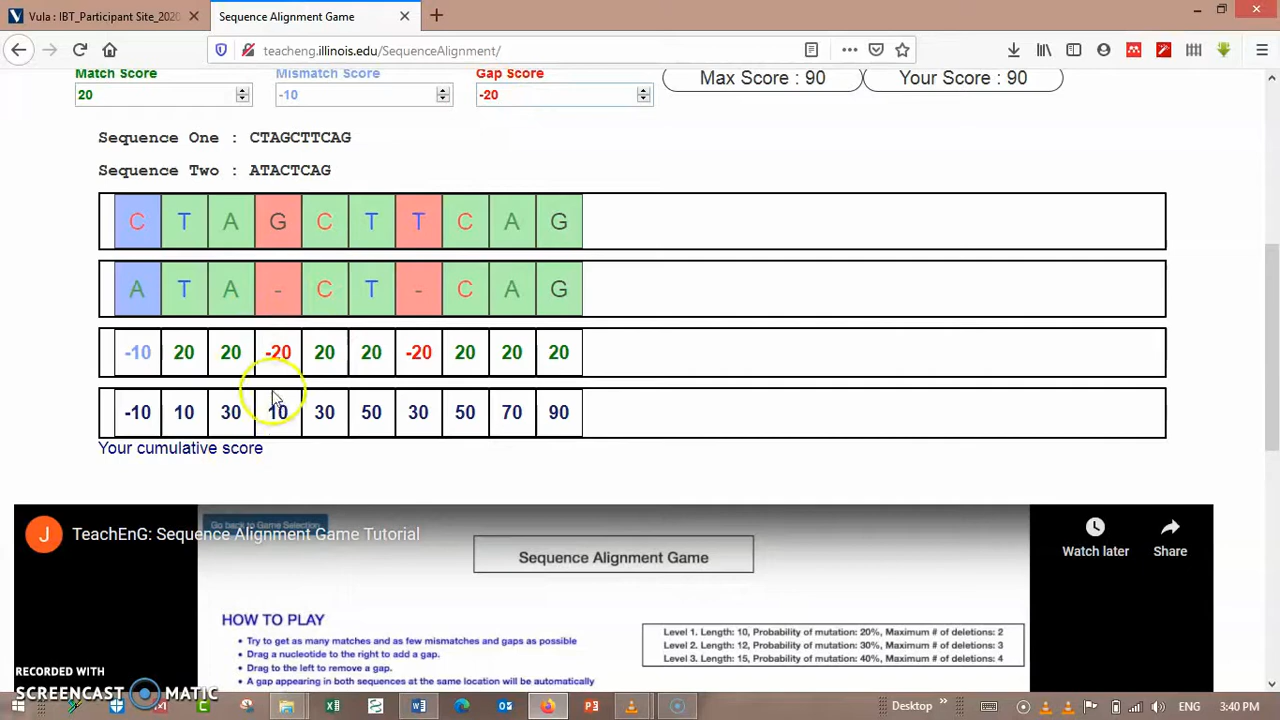 Vula : IBT_Participant Site_2020
Sequence Alignment Game
teacheng.illinois.edu/SequenceAlignment/
Match Score
Mismatch Score
Gap Score
20
-10
-20
Max Score : 90
Your Score : 90
Sequence One : CTAGCTTCAG
Sequence Two : ATACTCAG
C T A G C T T C A G
A T A - C T - C A G
-10 20 20 -20 20 20 -20 20 20 20
-10 10 30 10 30 50 30 50 70 90
Your cumulative score
J
TeachEnG: Sequence Alignment Game Tutorial
Go back to Game Selection
Watch later
Share
Sequence Alignment Game
HOW TO PLAY
• Try to get as many matches and as few mismatches and gaps as possible
• Drag a nucleotide to the right to add a gap.
• Drag to the left to remove a gap.
• A gap appearing in both sequences at the same location will be automatically
Level 1. Length: 10, Probability of mutation: 20%, Maximum # of deletions: 2
Level 2. Length: 12, Probability of mutation: 30%, Maximum # of deletions: 3
Level 3. Length: 15, Probability of mutation: 40%, Maximum # of deletions: 4
RECORDED WITH
SCREENCAST MATIC
Desktop
ENG
3:40 PM